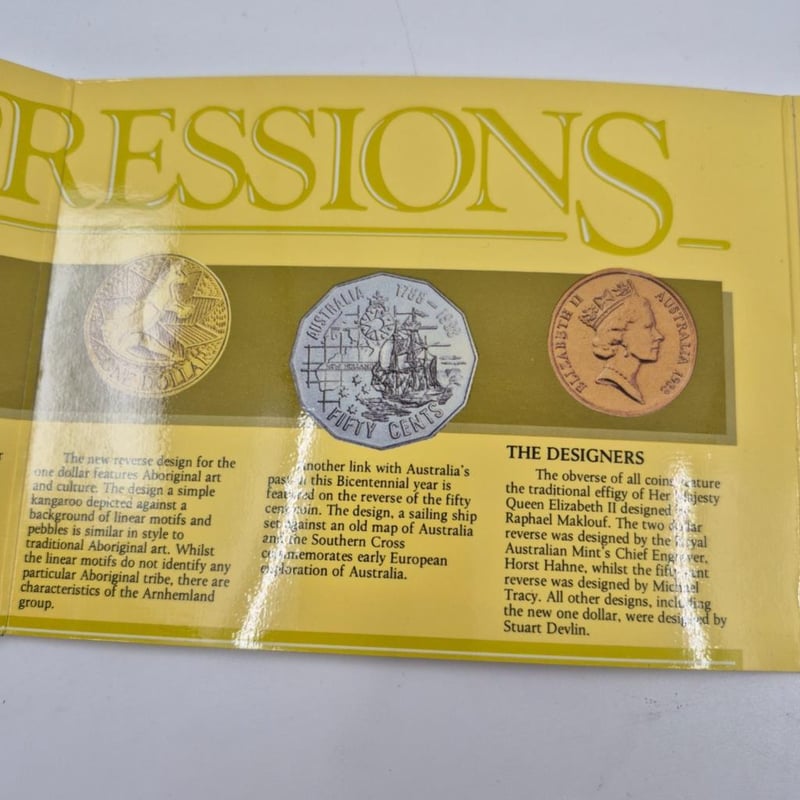 RESSIONS
ONE DOLLAR
AUSTRALIA 1788 - 1988
NEW HOLLAND
FIFTY CENTS
ELIZABETH II AUSTRALIA 1988
The new reverse design for the
one dollar features Aboriginal art
and culture. The design a simple
kangaroo depicted against a
background of linear motifs and
pebbles is similar in style to
traditional Aboriginal art. Whilst
the linear motifs do not identify any
particular Aboriginal tribe, there are
characteristics of the Arnhemland
group.
Another link with Australia's
past in this Bicentennial year is
featured on the reverse of the fifty
cent coin. The design, a sailing ship
set against an old map of Australia
and the Southern Cross
commemorates early European
exploration of Australia.
THE DESIGNERS
The obverse of all coins feature
the traditional effigy of Her Majesty
Queen Elizabeth II designed by
Raphael Maklouf. The two dollar
reverse was designed by the Royal
Australian Mint's Chief Engraver,
Horst Hahne, whilst the fifty cent
reverse was designed by Michael
Tracy. All other designs, including
the new one dollar, were designed by
Stuart Devlin.